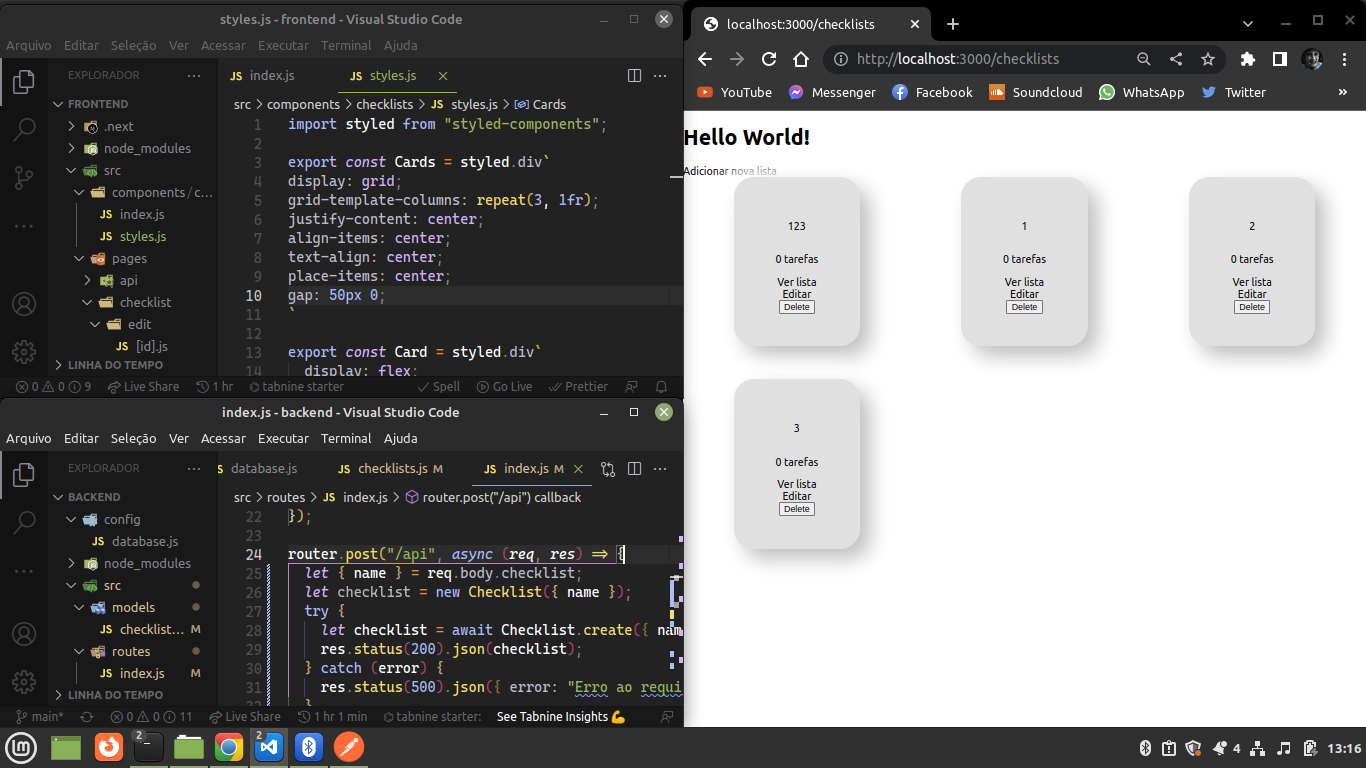 styles.js - frontend - Visual Studio Code
Arquivo Editar Seleção Ver Acessar Executar Terminal Ajuda
EXPLORADOR
FRONTEND
.next
node_modules
src
components / c...
index.js
styles.js
pages
api
checklist
edit
[id].js
LINHA DO TEMPO
JS index.js
JS styles.js
src > components > checklists > JS styles.js > Cards
1 import styled from "styled-components";
2
3 export const Cards = styled.div`
4 display: grid;
5 grid-template-columns: repeat(3, 1fr);
6 justify-content: center;
7 align-items: center;
8 text-align: center;
9 place-items: center;
10 gap: 50px 0;
11 `
12
13 export const Card = styled.div`
14 display: flex;
0 0 9 Live Share 1 hr tabnine starter Spell Go Live Prettier
index.js - backend - Visual Studio Code
Arquivo Editar Seleção Ver Acessar Executar Terminal Ajuda
EXPLORADOR
BACKEND
config
database.js
node_modules
src
models
checklist... M
routes
index.js M
LINHA DO TEMPO
JS database.js
JS checklists.js M
JS index.js M
src > routes > JS index.js > router.post("/api") callback
22 });
23
24 router.post("/api", async (req, res) => {
25 let { name } = req.body.checklist;
26 let checklist = new Checklist({ name });
27 try {
28 let checklist = await Checklist.create({ nam
29 res.status(200).json(checklist);
30 } catch (error) {
31 res.status(500).json({ error: "Erro ao requi
main* 0 0 11 Live Share 1 hr 1 min tabnine starter: See Tabnine Insights 💪
localhost:3000/checklists
http://localhost:3000/checklists
YouTube Messenger Facebook Soundcloud WhatsApp Twitter »
Hello World!
Adicionar nova lista
123
0 tarefas
Ver lista
Editar
Delete
1
0 tarefas
Ver lista
Editar
Delete
2
0 tarefas
Ver lista
Editar
Delete
3
0 tarefas
Ver lista
Editar
Delete
2
2
4
13:16